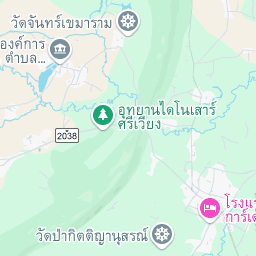 วัดจันทร์เขมาราม
องค์การ
ตำบล...
อุทยานไดโนเสาร์
ศรีเวียง
2038
โรงแร
การ์เด
วัดป่ากิตติญานุสรณ์